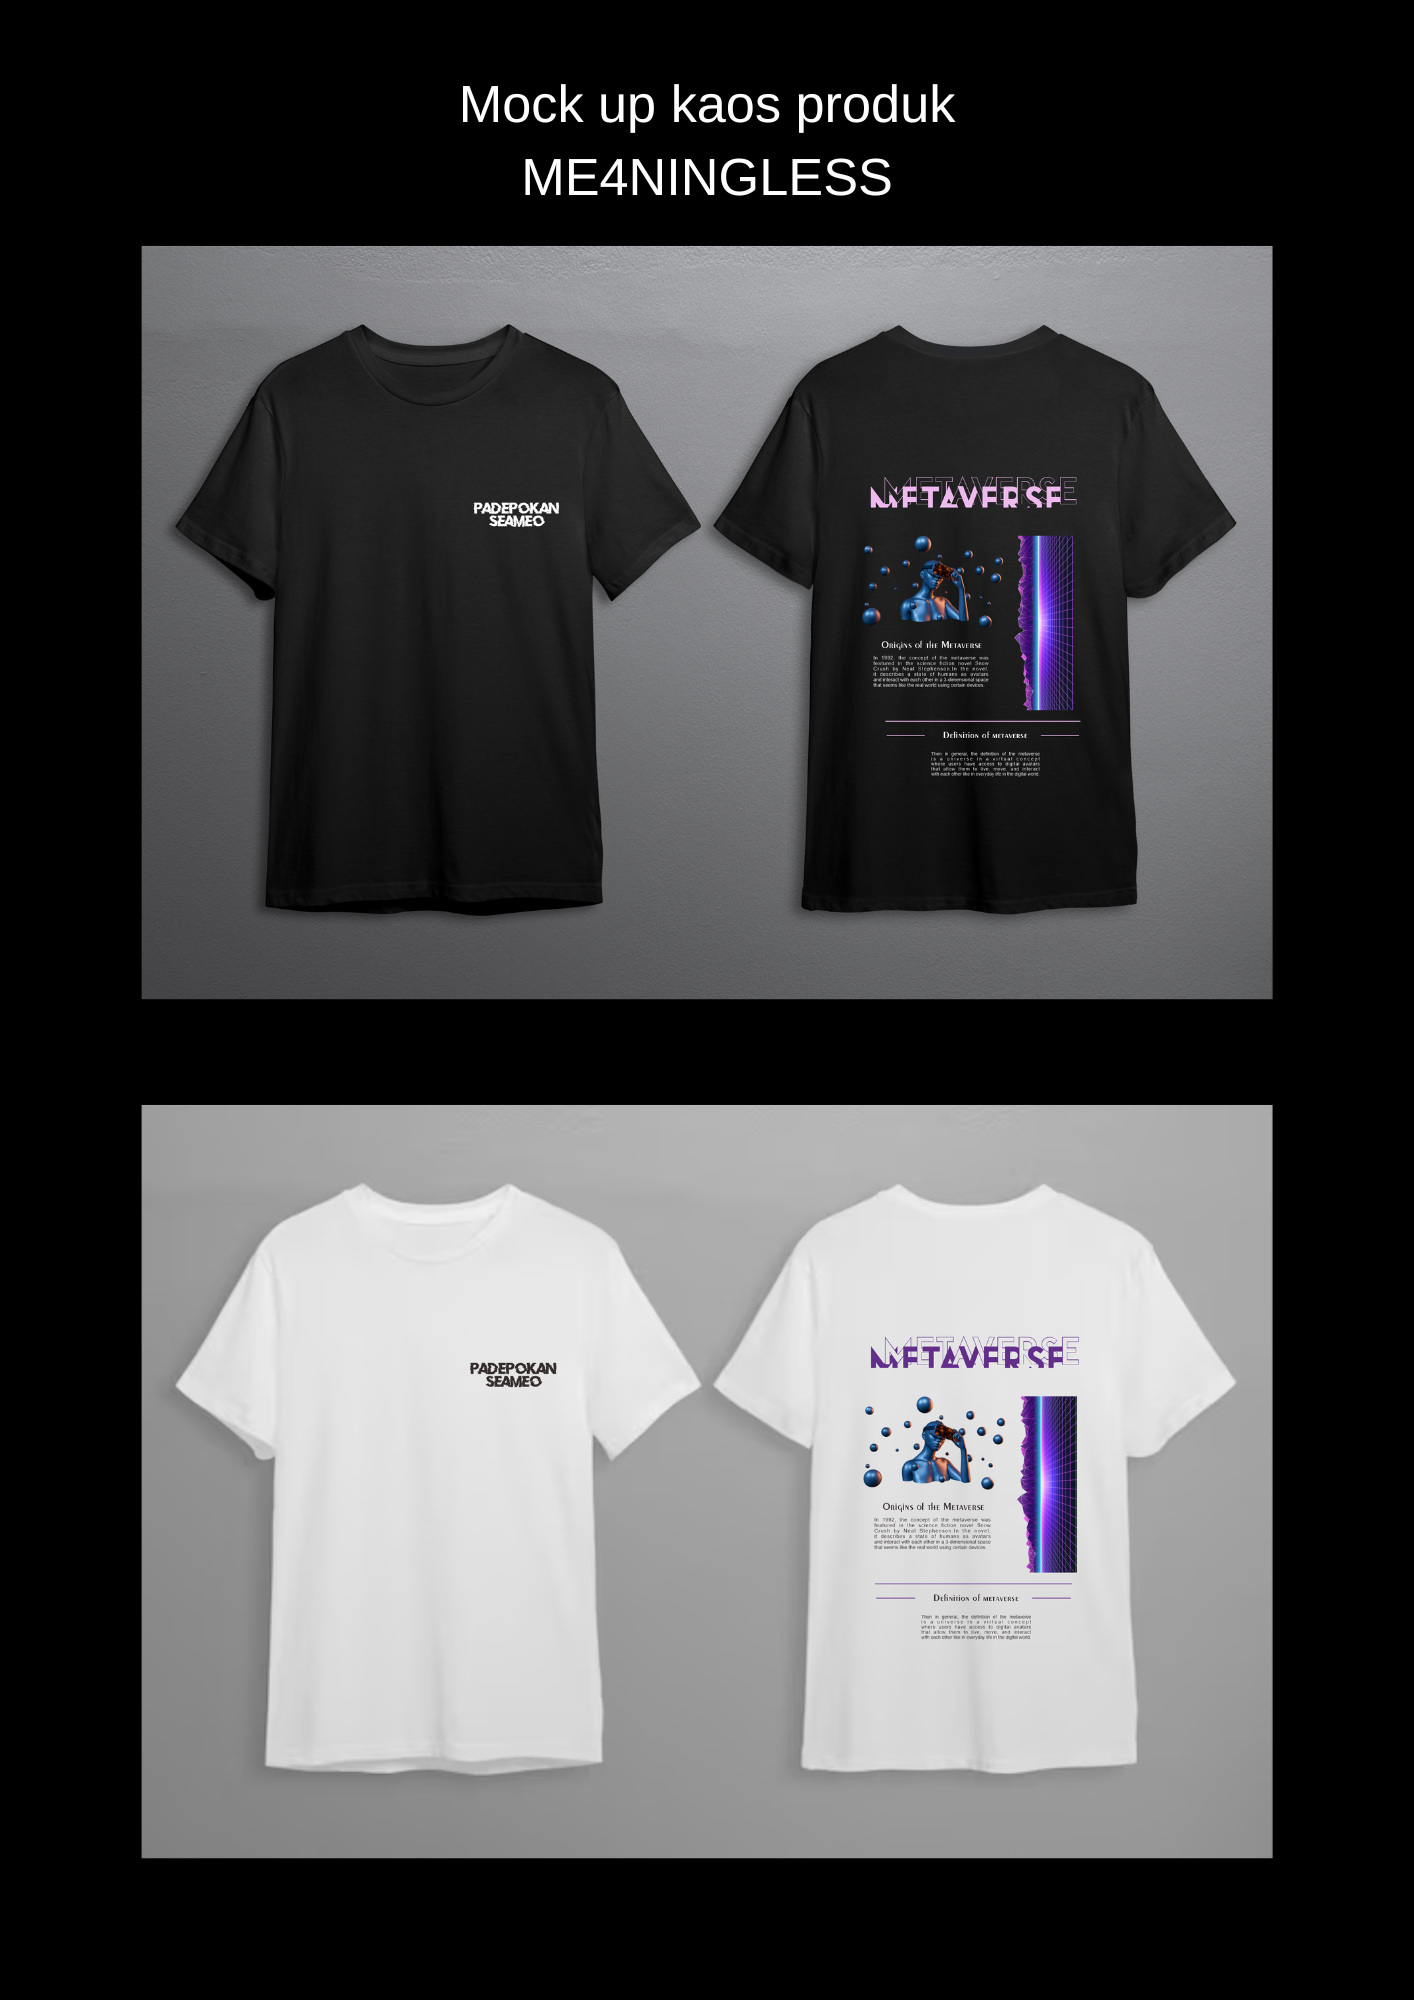 Mock up kaos produk
ME4NINGLESS
PADEPOKAN
SEAMEO
METAVERSE
METAVERSE
Origins of the Metaverse
In 1992, the concept of the metaverse was
featured in the science fiction novel Snow
Crush by Neal Stephenson.In the novel,
it describes a state of humans as avatars
and interact with each other in a 3-dimensional space
that seems like the real world using certain devices.
Definition of metaverse
Then in general, the definition of the metaverse
is a universe in a virtual concept
where users have access to digital avatars
that allow them to live, move, and interact
with each other like in everyday life in the digital world.
PADEPOKAN
SEAMEO
METAVERSE
METAVERSE
Origins of the Metaverse
In 1992, the concept of the metaverse was
featured in the science fiction novel Snow
Crush by Neal Stephenson.In the novel,
it describes a state of humans as avatars
and interact with each other in a 3-dimensional space
that seems like the real world using certain devices.
Definition of metaverse
Then in general, the definition of the metaverse
is a universe in a virtual concept
where users have access to digital avatars
that allow them to live, move, and interact
with each other like in everyday life in the digital world.